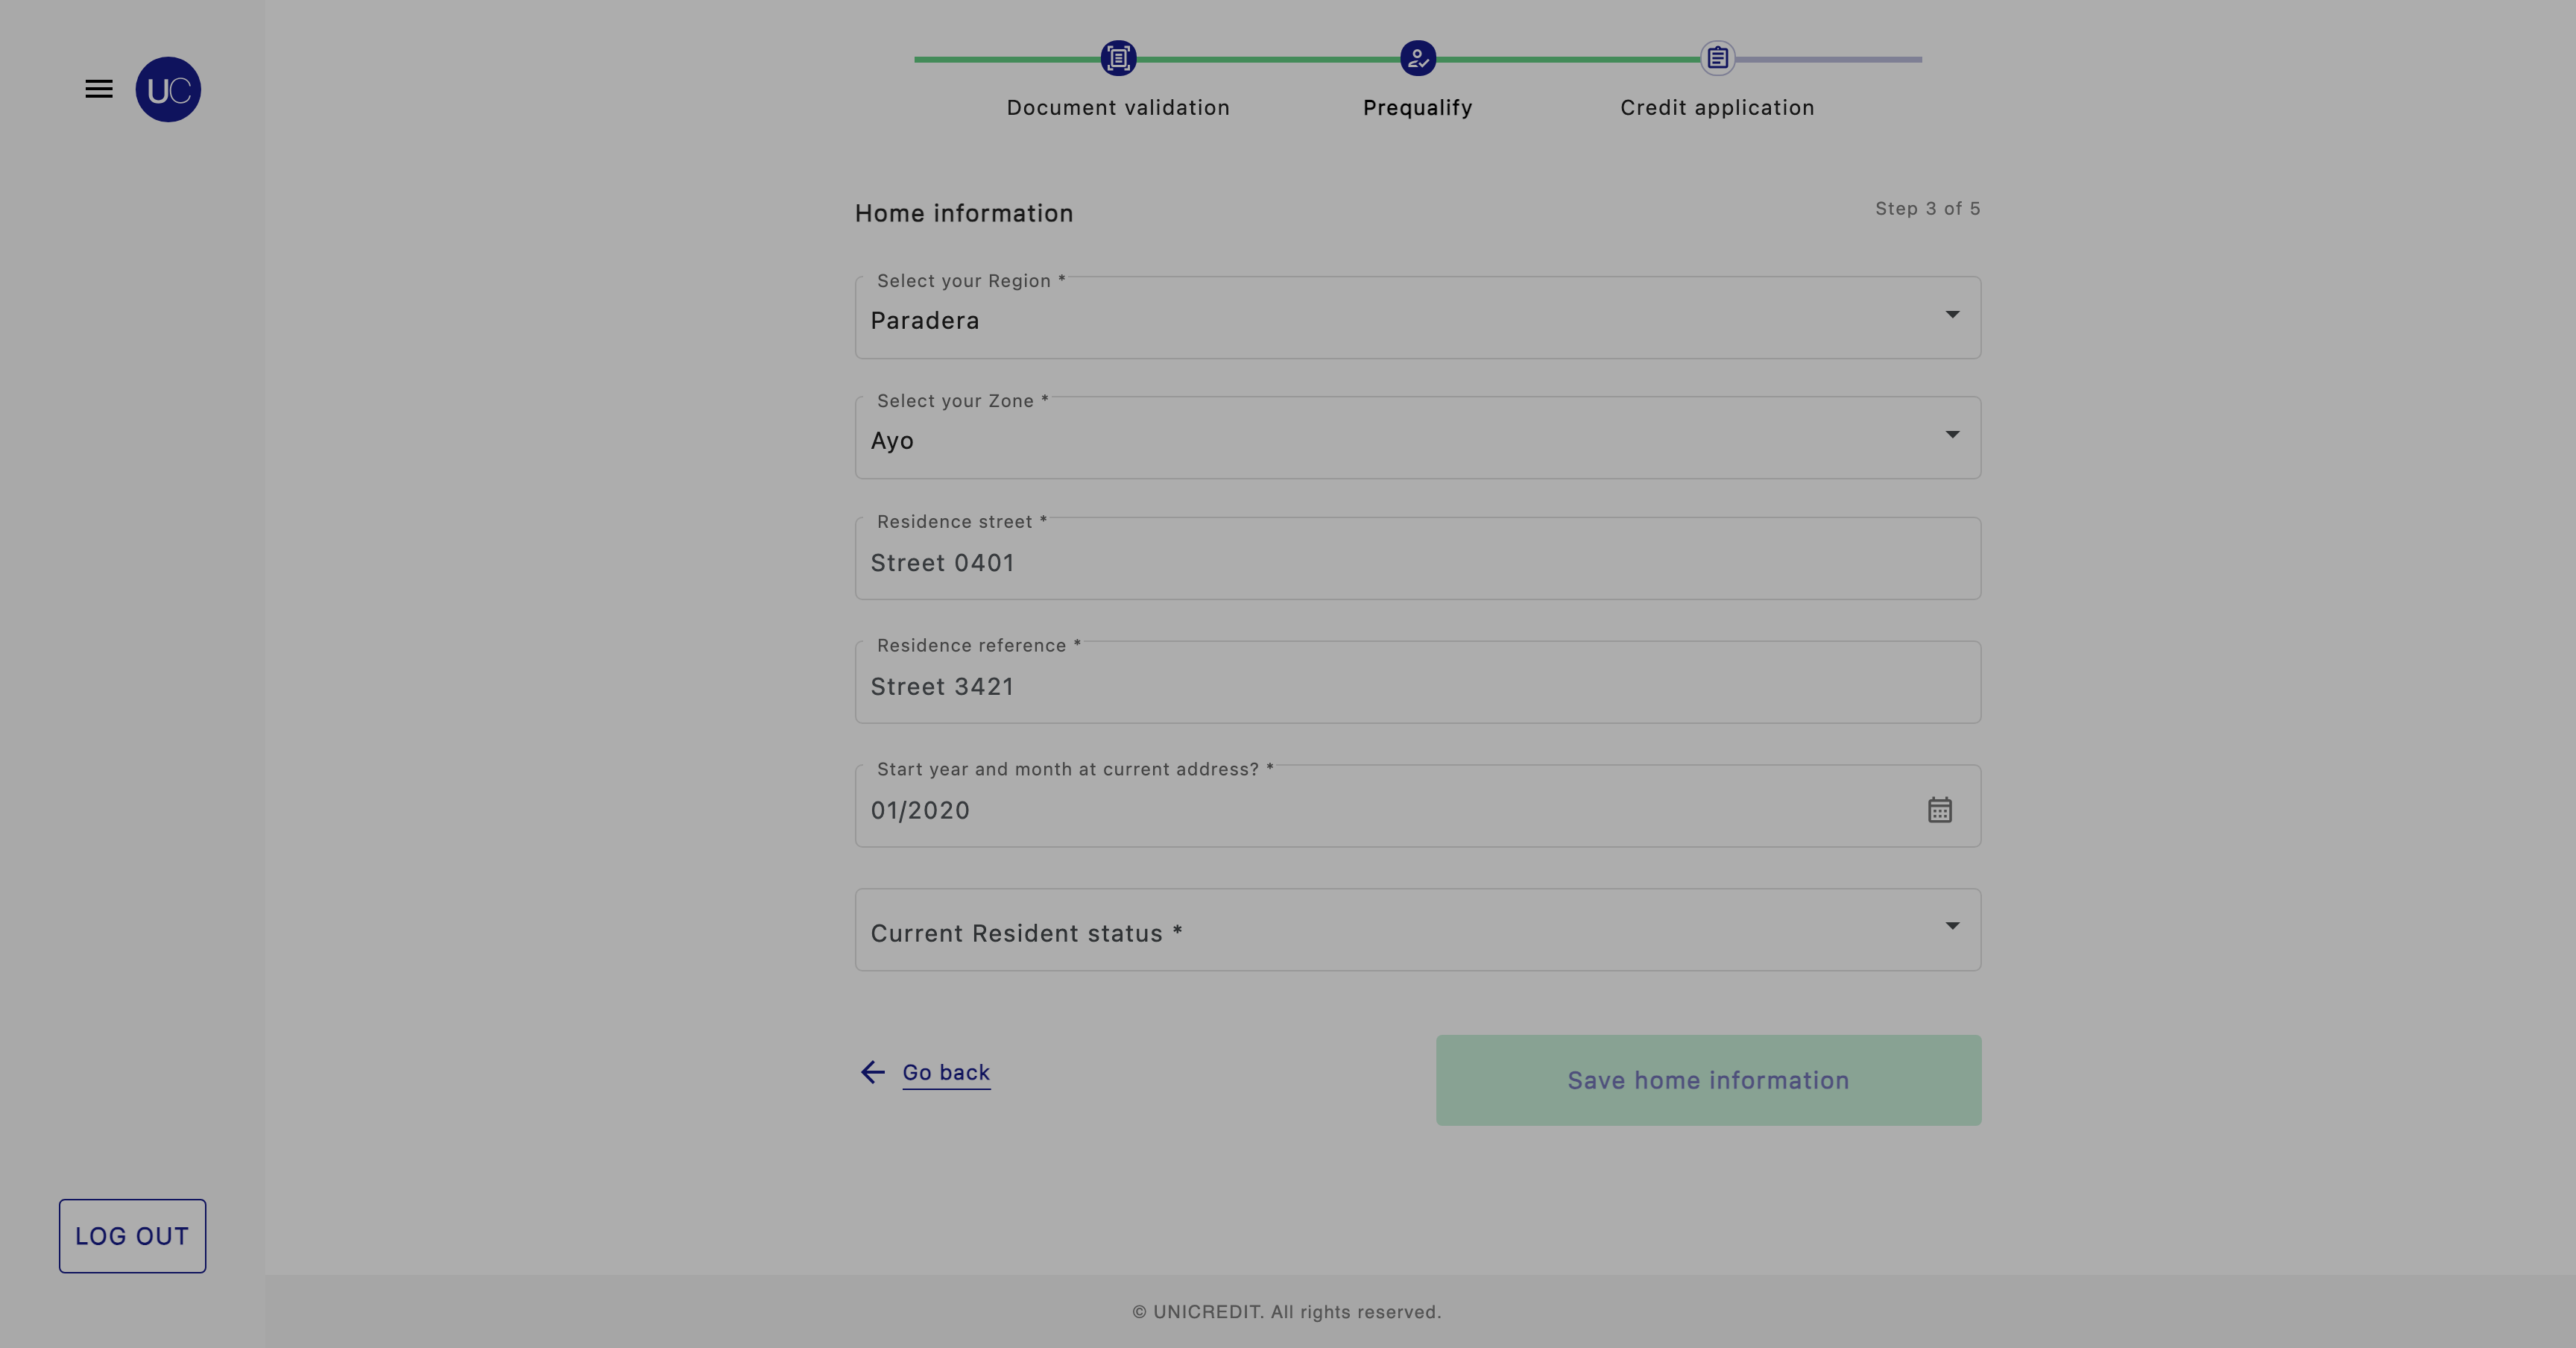 UC
Document validation
Prequalify
Credit application
Home information
Step 3 of 5
Select your Region *
Paradera
Select your Zone *
Ayo
Residence street *
Street 0401
Residence reference *
Street 3421
Start year and month at current address? *
01/2020
Current Resident status *
Go back
Save home information
LOG OUT
© UNICREDIT. All rights reserved.